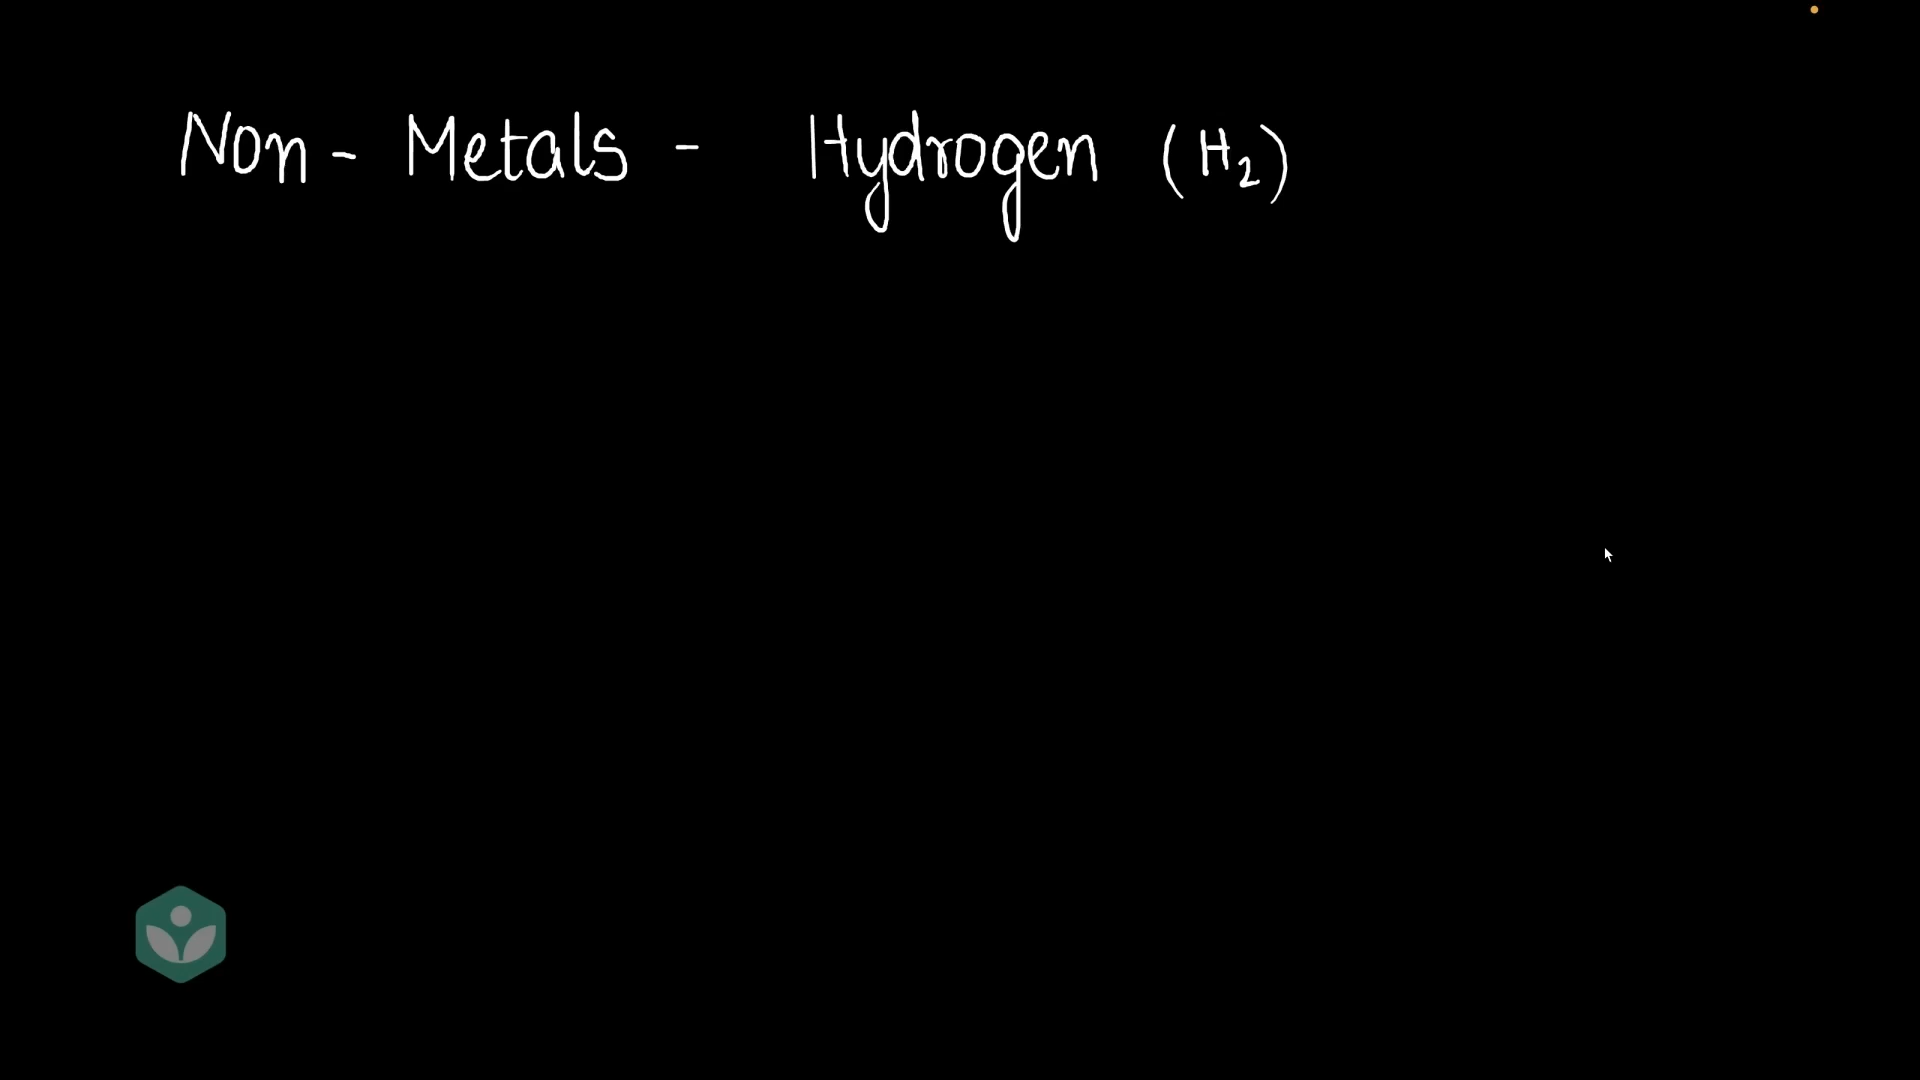 Non - Metals - Hydrogen (H₂)